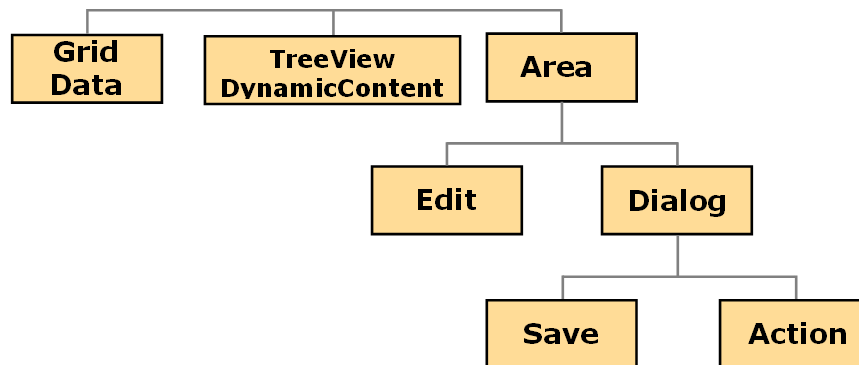 Grid
Data
TreeView
DynamicContent
Area
Edit
Dialog
Save
Action